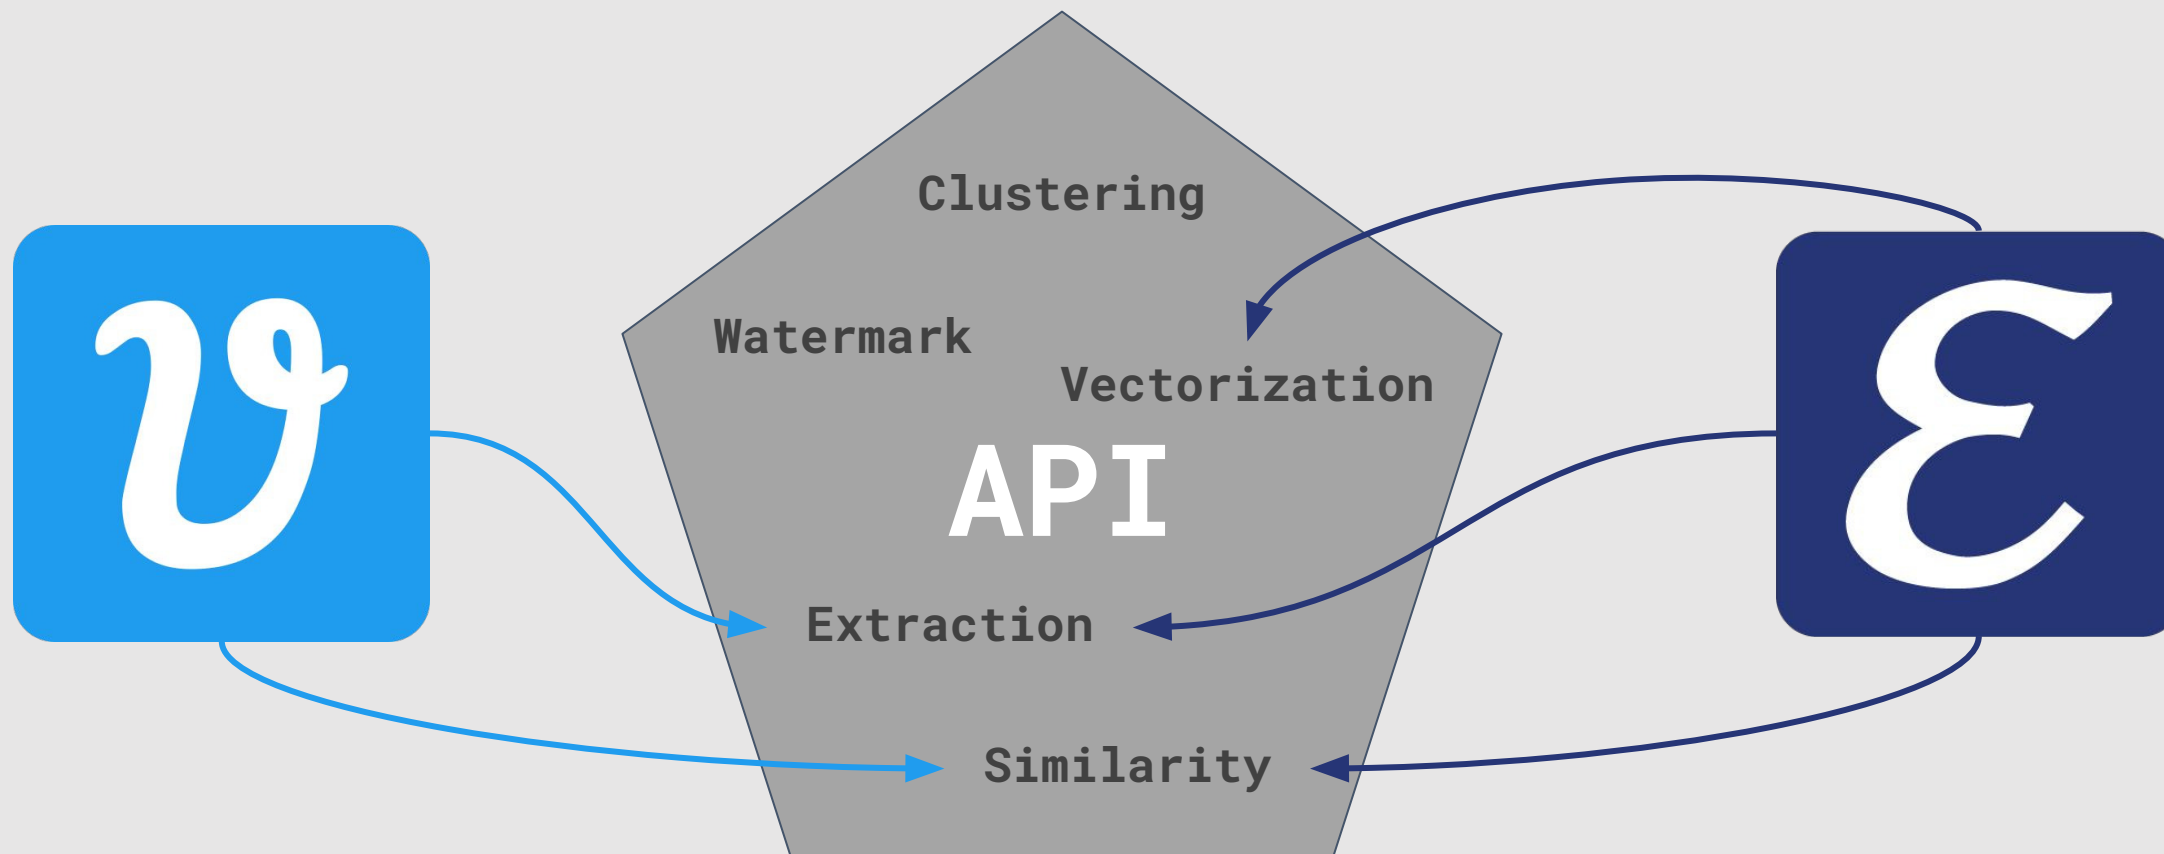 Clustering
Watermark
Vectorization
API
Extraction
Similarity
ϑ
ℰ